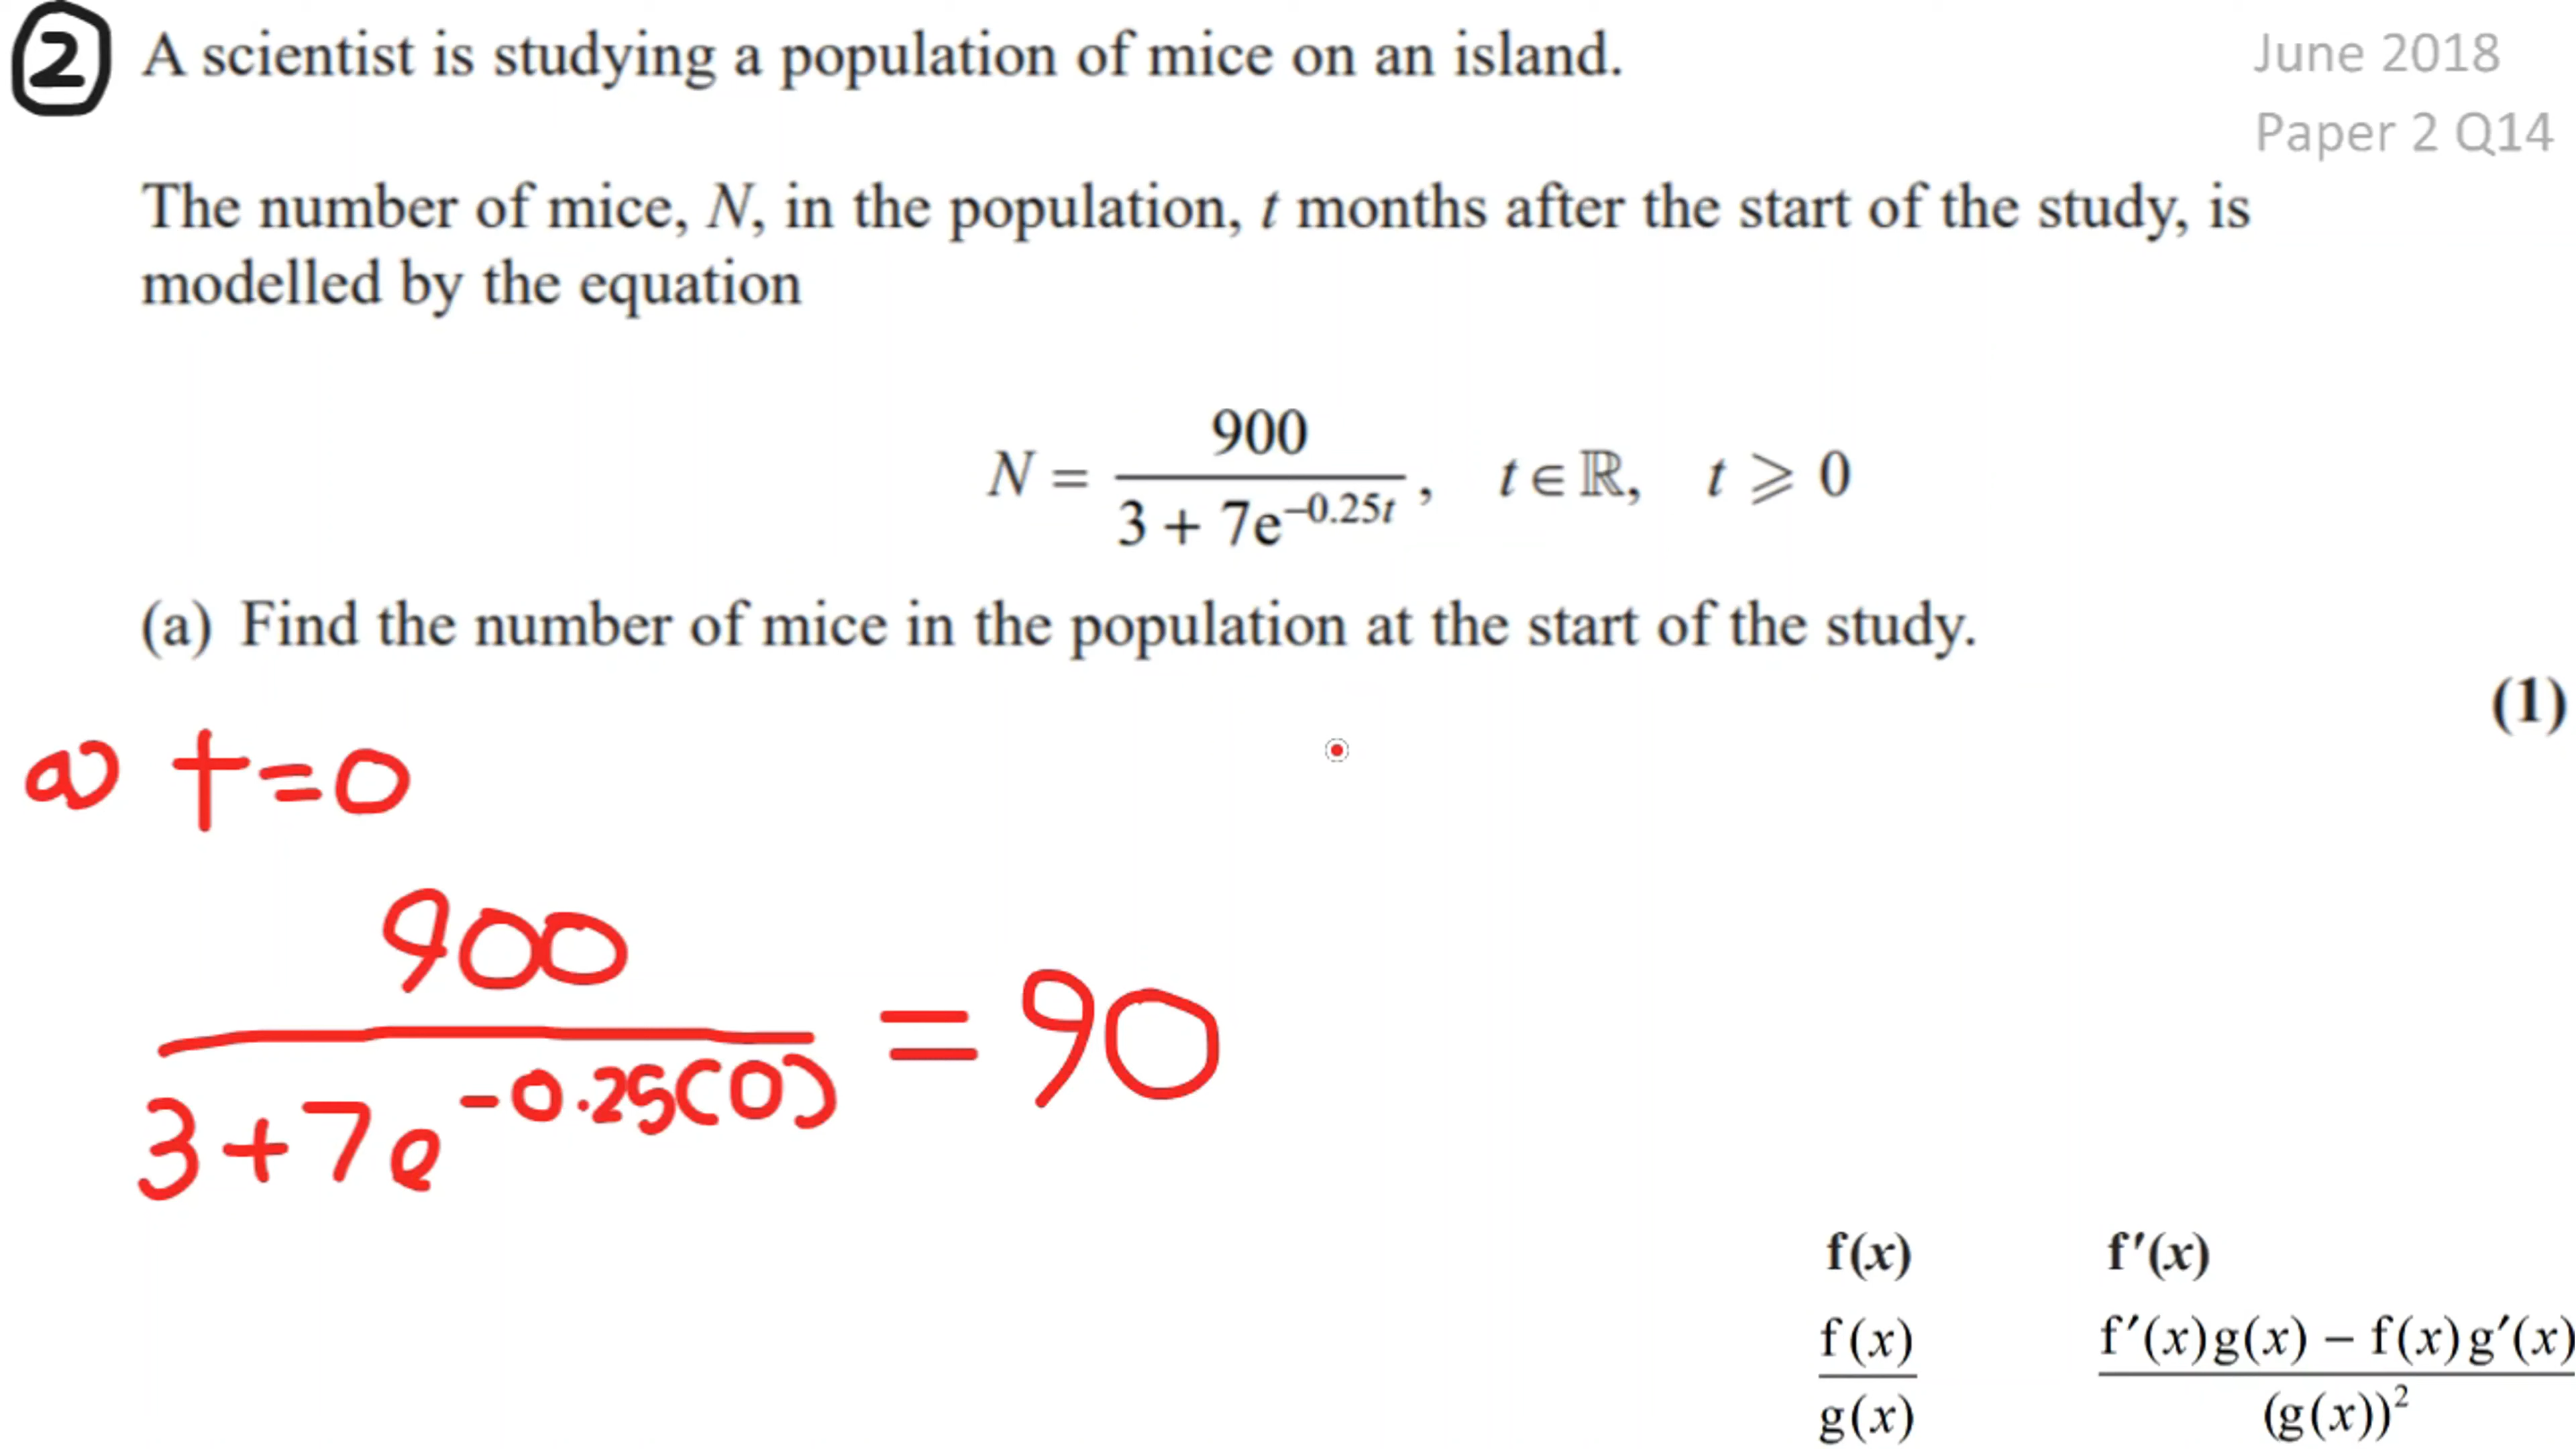 2 A scientist is studying a population of mice on an island.
June 2018
Paper 2 Q14
The number of mice, N, in the population, t months after the start of the study, is
modelled by the equation
N = 900 / (3 + 7e^{–0.25t}), t ∈ ℝ, t ⩾ 0
(a) Find the number of mice in the population at the start of the study.
(1)
a) t=0
900 / (3+7e^{-0.25(0)}) = 90
f(x) f′(x)
f(x) / g(x) (f′(x)g(x) – f(x)g′(x)) / (g(x))²